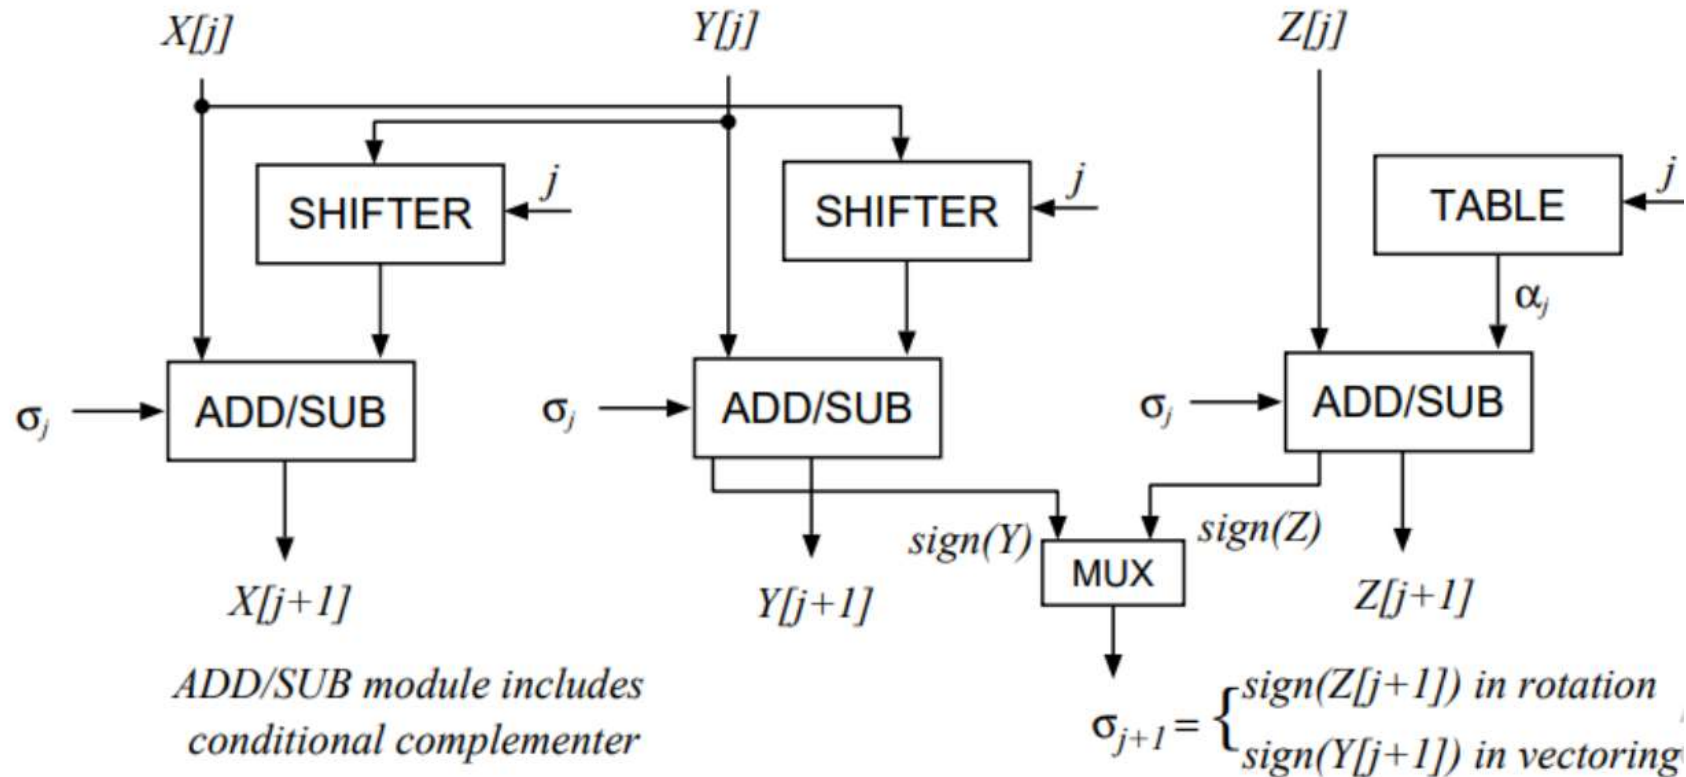 X[j] Y[j] Z[j]
SHIFTER j SHIFTER j TABLE j
αj
σj ADD/SUB σj ADD/SUB σj ADD/SUB
sign(Y) MUX sign(Z)
X[j+1] Y[j+1] Z[j+1]
ADD/SUB module includes
conditional complementer
σj+1 = { sign(Z[j+1]) in rotation
sign(Y[j+1]) in vectoring